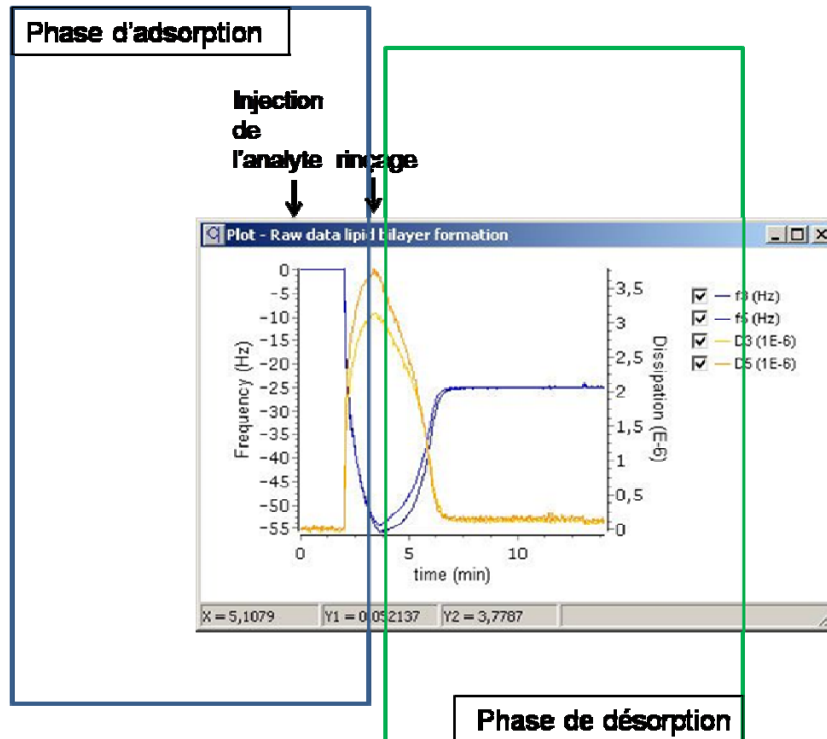 Phase d'adsorption
Injection
de
l'analyte rinçage
Plot - Raw data lipid bilayer formation
0
-5
-10
-15
-20
-25
-30
-35
-40
-45
-50
-55
Frequency (Hz)
3,5
3
2,5
2
1,5
1
0,5
0
Dissipation (E-6)
f3 (Hz)
f5 (Hz)
D3 (1E-6)
D5 (1E-6)
0 5 10
time (min)
X = 5,1079 Y1 = 0,052137 Y2 = 3,7787
Phase de désorption